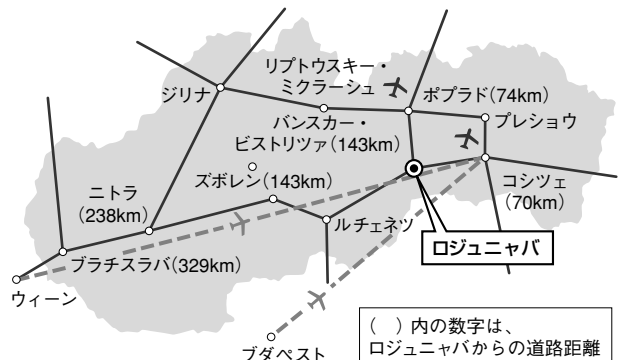 リプトウスキー・
ミクラーシュ
ジリナ
ポプラド(74km)
プレショウ
バンスカー・
ビストリツァ(143km)
ズボレン(143km)
コシツェ
(70km)
ニトラ
(238km)
ルチェネツ
ロジュニャバ
ブラチスラバ(329km)
ウィーン
ブダペスト
( )内の数字は、
ロジュニャバからの道路距離